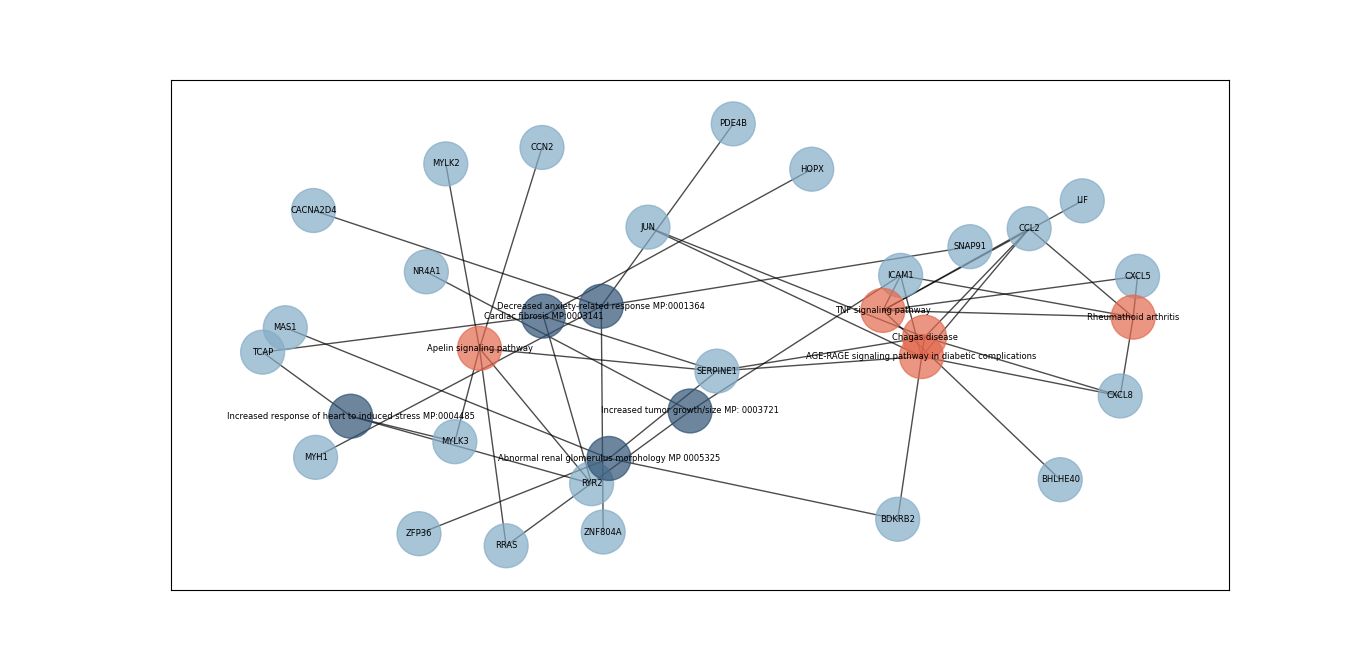 PDE4B
CCN2
MYLK2
HOPX
LIF
CACNA2D4
JUN
CCL2
SNAP91
NR4A1
ICAM1
CXCL5
Decreased anxiety-related response MP:0001364
TNF signaling pathway
Cardiac fibrosis MP:0003141
Rheumathoid arthritis
MAS1
Chagas disease
Apelin signaling pathway
TCAP
AGE-RAGE signaling pathway in diabetic complications
SERPINE1
CXCL8
Increased tumor growth/size MP: 0003721
Increased response of heart to induced stress MP:0004485
MYLK3
MYH1
Abnormal renal glomerulus morphology MP 0005325
BHLHE40
RYR2
BDKRB2
ZNF804A
ZFP36
RRAS